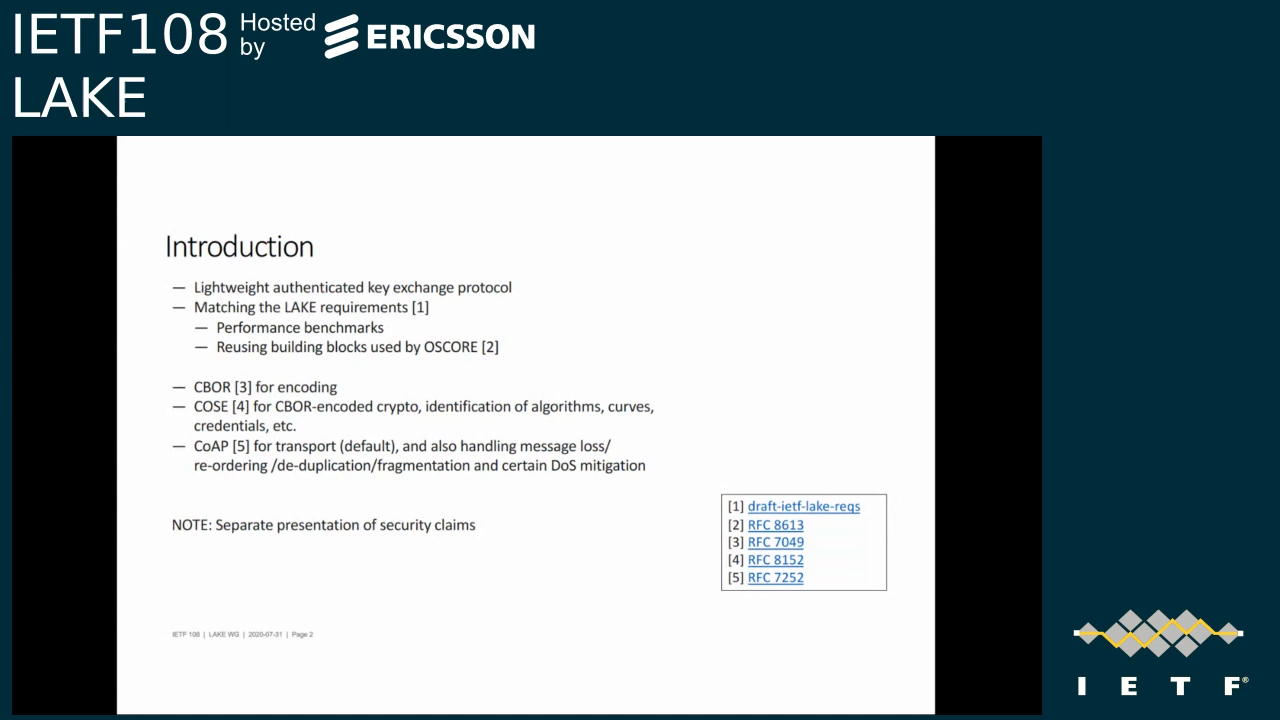 IETF108 Hosted by ERICSSON
LAKE
Introduction
— Lightweight authenticated key exchange protocol
— Matching the LAKE requirements [1]
— Performance benchmarks
— Reusing building blocks used by OSCORE [2]
— CBOR [3] for encoding
— COSE [4] for CBOR-encoded crypto, identification of algorithms, curves,
credentials, etc.
— CoAP [5] for transport (default), and also handling message loss/
re-ordering /de-duplication/fragmentation and certain DoS mitigation
NOTE: Separate presentation of security claims
[1] draft-ietf-lake-reqs
[2] RFC 8613
[3] RFC 7049
[4] RFC 8152
[5] RFC 7252
IETF 108 | LAKE WG | 2020-07-31 | Page 2
I E T F®